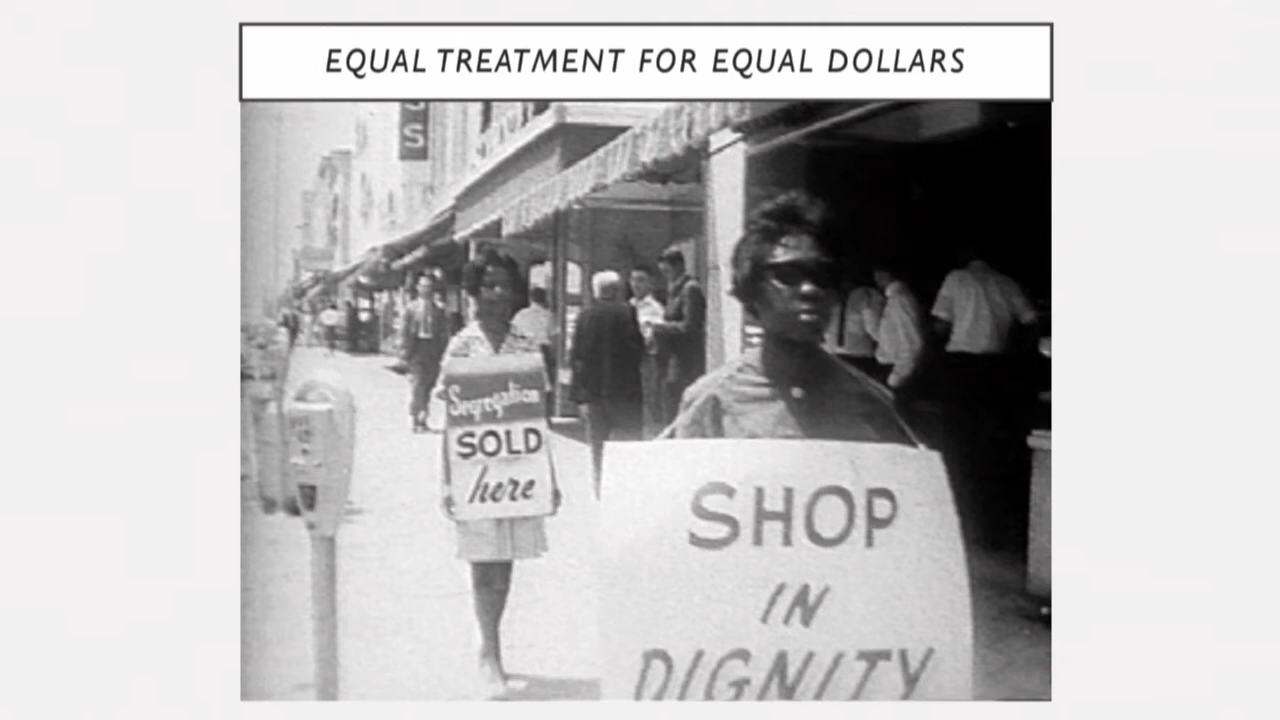 EQUAL TREATMENT FOR EQUAL DOLLARS
S
Segregation
SOLD
here
SHOP
IN
DIGNITY